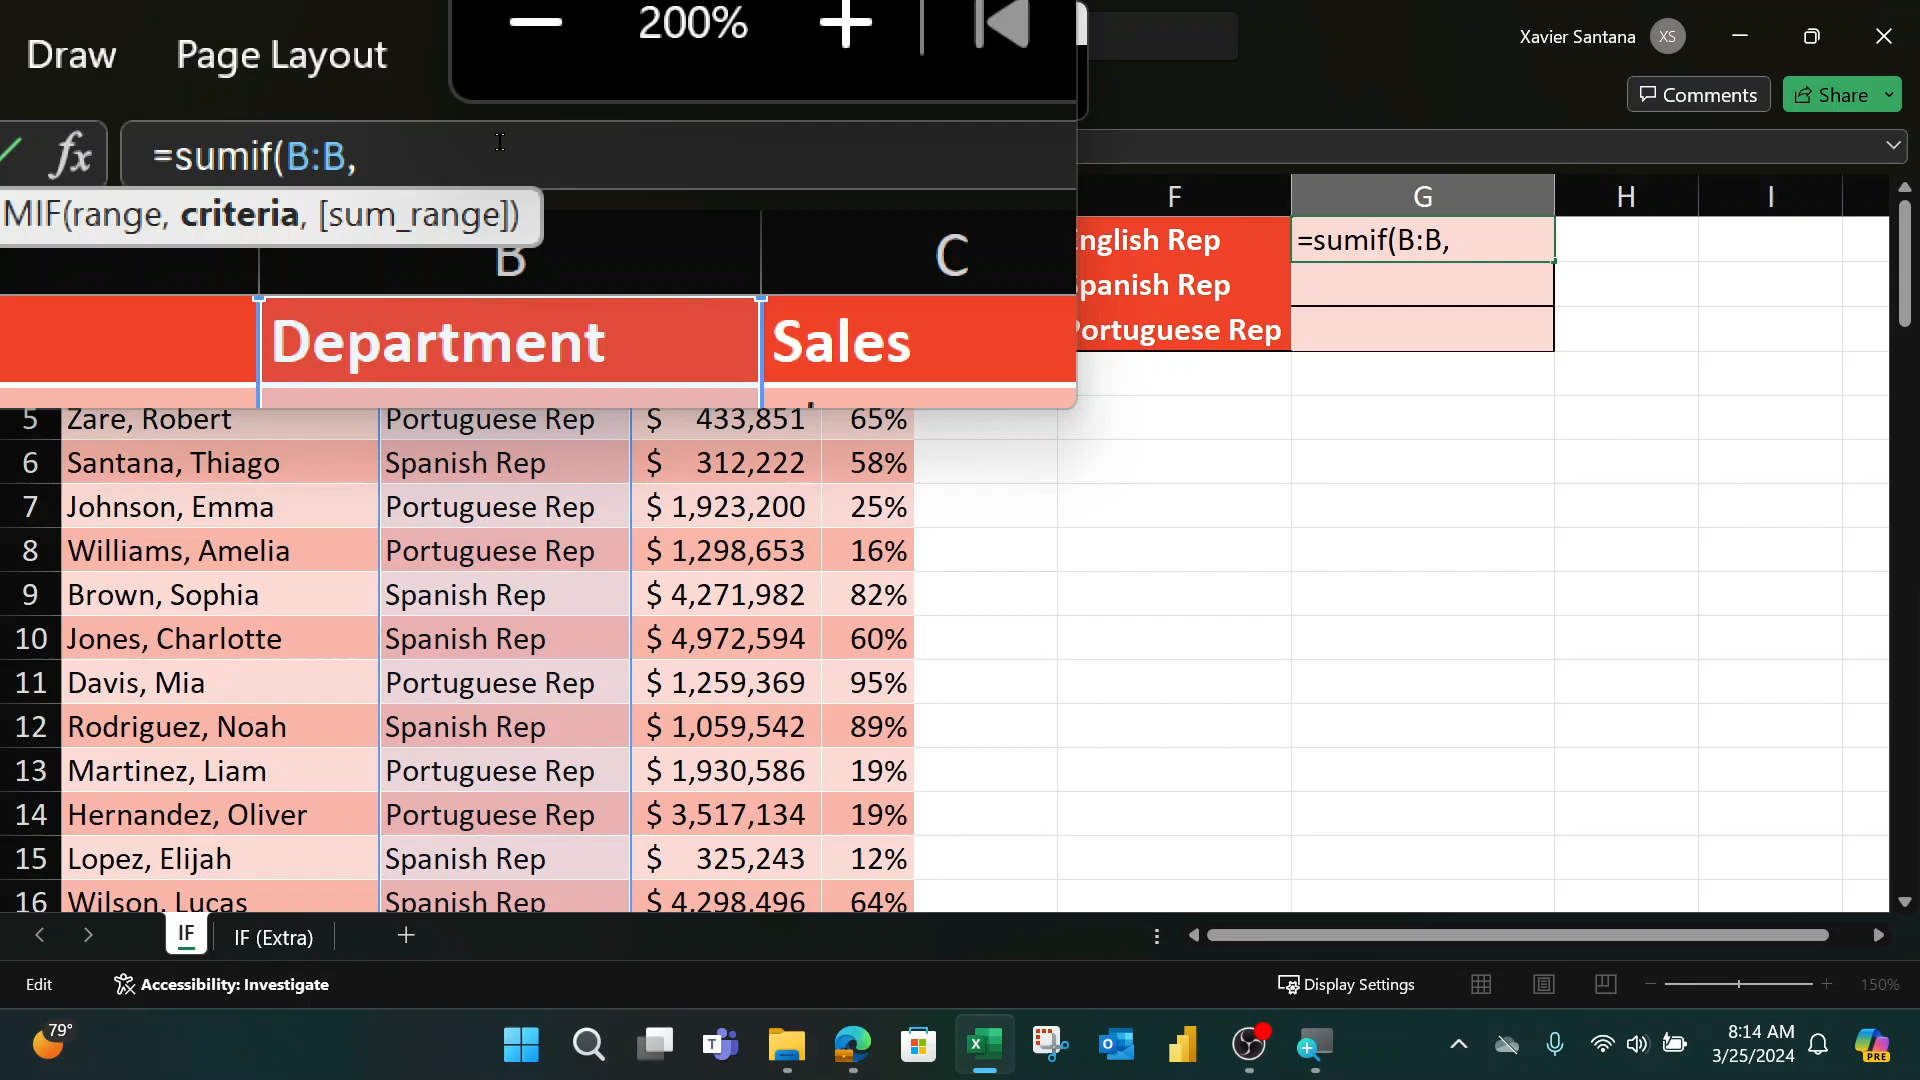 Draw Page Layout
200%
Xavier Santana XS
Comments Share
fx =sumif(B:B,
MIF(range, criteria, [sum_range])
B C F G H I
Department Sales
nglish Rep =sumif(B:B,
panish Rep
ortuguese Rep
5 Zare, Robert Portuguese Rep $ 433,851 65%
6 Santana, Thiago Spanish Rep $ 312,222 58%
7 Johnson, Emma Portuguese Rep $ 1,923,200 25%
8 Williams, Amelia Portuguese Rep $ 1,298,653 16%
9 Brown, Sophia Spanish Rep $ 4,271,982 82%
10 Jones, Charlotte Spanish Rep $ 4,972,594 60%
11 Davis, Mia Portuguese Rep $ 1,259,369 95%
12 Rodriguez, Noah Spanish Rep $ 1,059,542 89%
13 Martinez, Liam Portuguese Rep $ 1,930,586 19%
14 Hernandez, Oliver Portuguese Rep $ 3,517,134 19%
15 Lopez, Elijah Spanish Rep $ 325,243 12%
16 Wilson, Lucas Spanish Rep $ 4,298,496 64%
IF IF (Extra)
Edit Accessibility: Investigate Display Settings 150%
79° 8:14 AM
3/25/2024 PRE